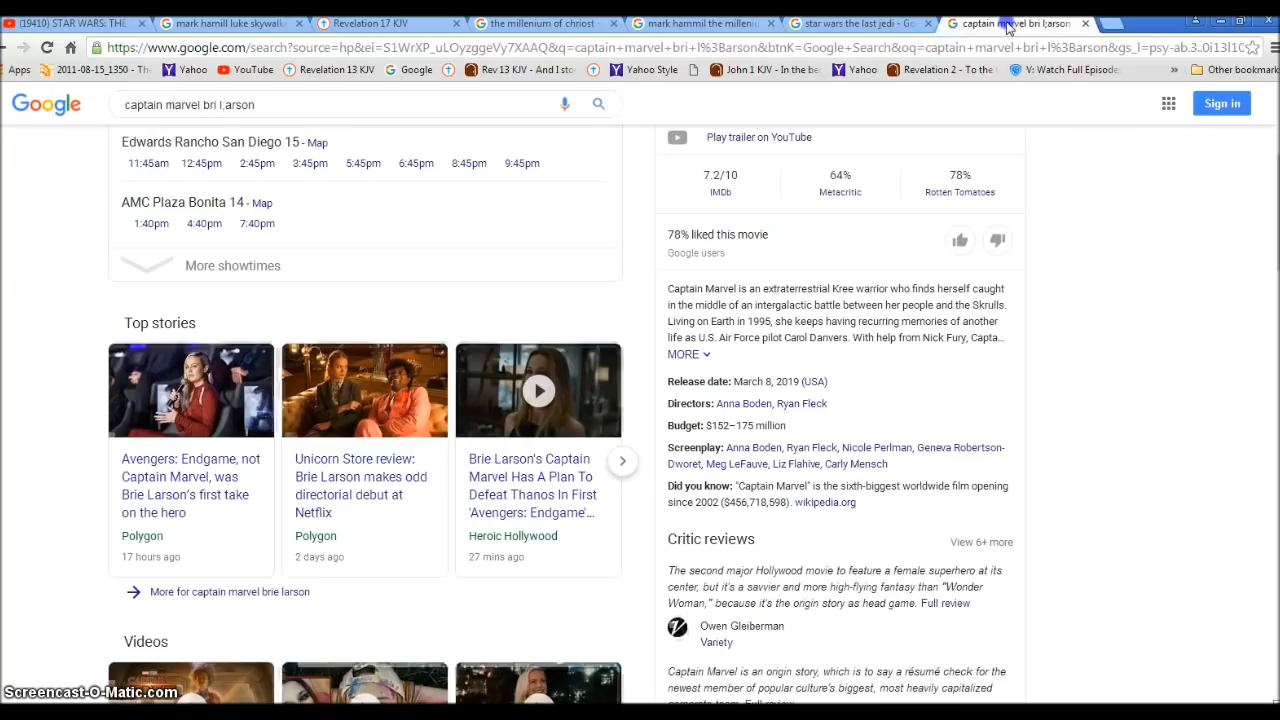 (19410) STAR WARS: THE
mark hamill luke skywalk
Revelation 17 KJV
the millenium of chriost -
mark hammil the milleniu
star wars the last jedi - Go
captain marvel bri l;arson
https://www.google.com/search?source=hp&ei=S1WrXP_uLOyzggeVy7XAAQ&q=captain+marvel+bri+l%3Barson&btnK=Google+Search&oq=captain+marvel+bri+l%3Barson&gs_l=psy-ab.3..0i13l10
Apps
2011-08-15_1350 - The
Yahoo
YouTube
Revelation 13 KJV
Google
Rev 13 KJV - And I sto
Yahoo Style
John 1 KJV - In the be
Yahoo
Revelation 2 - To the
V: Watch Full Episode
»
Other bookmark
Google
captain marvel bri l;arson
Sign in
Edwards Rancho San Diego 15 - Map
11:45am 12:45pm 2:45pm 3:45pm 5:45pm 6:45pm 8:45pm 9:45pm
AMC Plaza Bonita 14 - Map
1:40pm 4:40pm 7:40pm
More showtimes
Top stories
Avengers: Endgame, not
Captain Marvel, was
Brie Larson's first take
on the hero
Polygon
17 hours ago
Unicorn Store review:
Brie Larson makes odd
directorial debut at
Netflix
Polygon
2 days ago
Brie Larson's Captain
Marvel Has A Plan To
Defeat Thanos In First
'Avengers: Endgame'...
Heroic Hollywood
27 mins ago
More for captain marvel brie larson
Videos
Play trailer on YouTube
7.2/10 64% 78%
IMDb Metacritic Rotten Tomatoes
78% liked this movie
Google users
Captain Marvel is an extraterrestrial Kree warrior who finds herself caught
in the middle of an intergalactic battle between her people and the Skrulls.
Living on Earth in 1995, she keeps having recurring memories of another
life as U.S. Air Force pilot Carol Danvers. With help from Nick Fury, Capta...
MORE
Release date: March 8, 2019 (USA)
Directors: Anna Boden, Ryan Fleck
Budget: $152–175 million
Screenplay: Anna Boden, Ryan Fleck, Nicole Perlman, Geneva Robertson-
Dworet, Meg LeFauve, Liz Flahive, Carly Mensch
Did you know: "Captain Marvel" is the sixth-biggest worldwide film opening
since 2002 ($456,718,598). wikipedia.org
Critic reviews
View 6+ more
The second major Hollywood movie to feature a female superhero at its
center, but it's a savvier and more high-flying fantasy than "Wonder
Woman," because it's the origin story as head game. Full review
Owen Gleiberman
Variety
Captain Marvel is an origin story, which is to say a résumé check for the
newest member of popular culture's biggest, most heavily capitalized
corporate team. Full review
Screencast-O-Matic.com